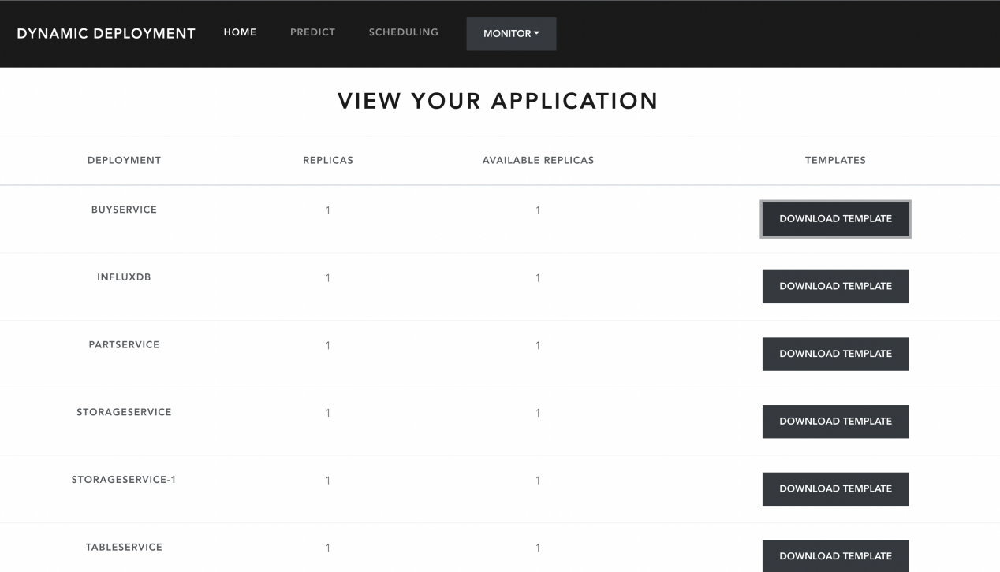 DYNAMIC DEPLOYMENT HOME PREDICT SCHEDULING MONITOR
VIEW YOUR APPLICATION
DEPLOYMENT REPLICAS AVAILABLE REPLICAS TEMPLATES
BUYSERVICE 1 1 DOWNLOAD TEMPLATE
INFLUXDB 1 1 DOWNLOAD TEMPLATE
PARTSERVICE 1 1 DOWNLOAD TEMPLATE
STORAGESERVICE 1 1 DOWNLOAD TEMPLATE
STORAGESERVICE-1 1 1 DOWNLOAD TEMPLATE
TABLESERVICE 1 1 DOWNLOAD TEMPLATE